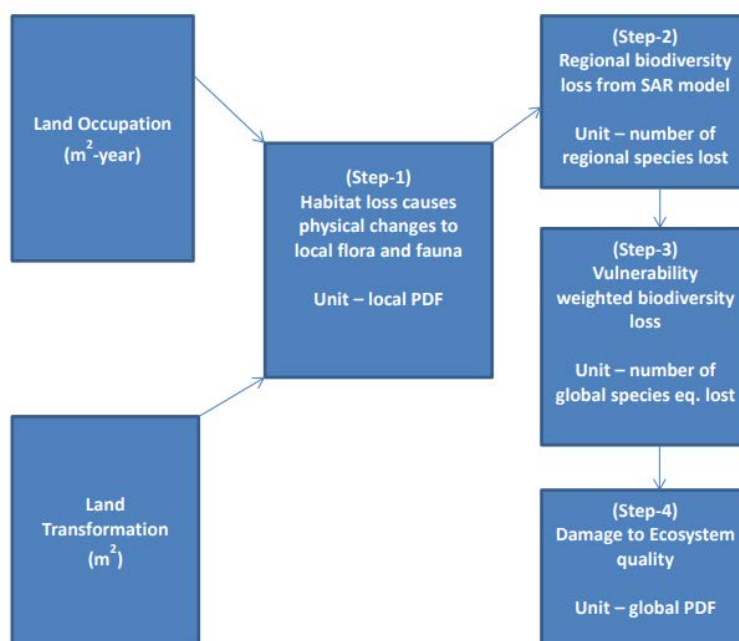 Land Occupation
(m²-year)
Land
Transformation
(m²)
(Step-1)
Habitat loss causes
physical changes to
local flora and fauna
Unit – local PDF
(Step-2)
Regional biodiversity
loss from SAR model
Unit – number of
regional species lost
(Step-3)
Vulnerability
weighted biodiversity
loss
Unit – number of
global species eq. lost
(Step-4)
Damage to Ecosystem
quality
Unit – global PDF